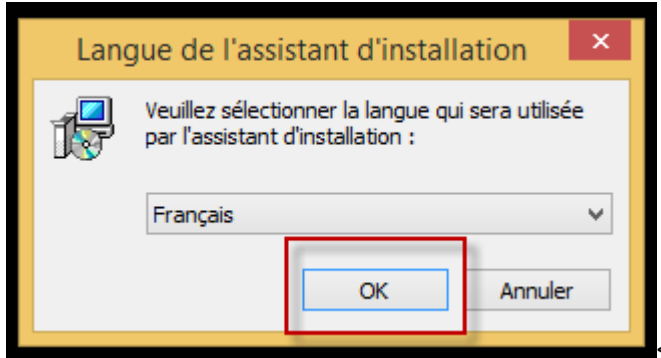 Langue de l'assistant d'installation
Veuillez sélectionner la langue qui sera utilisée
par l'assistant d'installation :
Français
OK Annuler